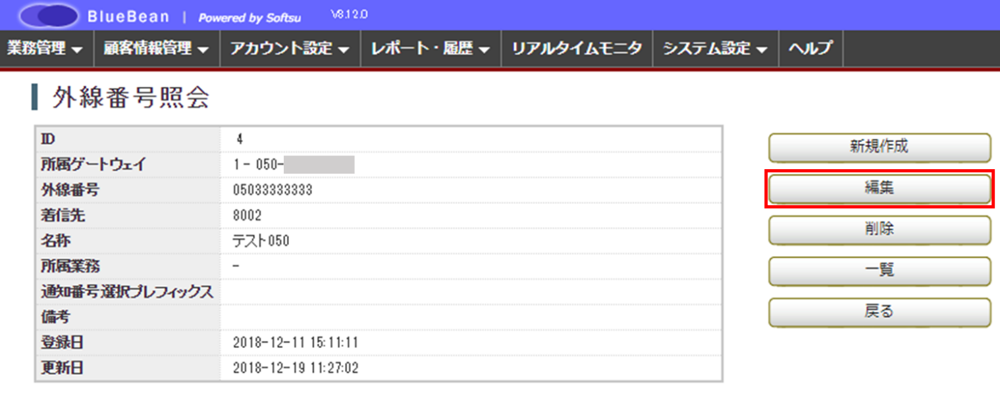 BlueBean | Powered by Softsu V8.12.0
業務管理 顧客情報管理 アカウント設定 レポート・履歴 リアルタイムモニタ システム設定 ヘルプ
外線番号照会
ID 4
所属ゲートウェイ 1 - 050-
外線番号 05033333333
着信先 8002
名称 テスト050
所属業務 -
通知番号選択プレフィックス
備考
登録日 2018-12-11 15:11:11
更新日 2018-12-19 11:27:02
新規作成
編集
削除
一覧
戻る